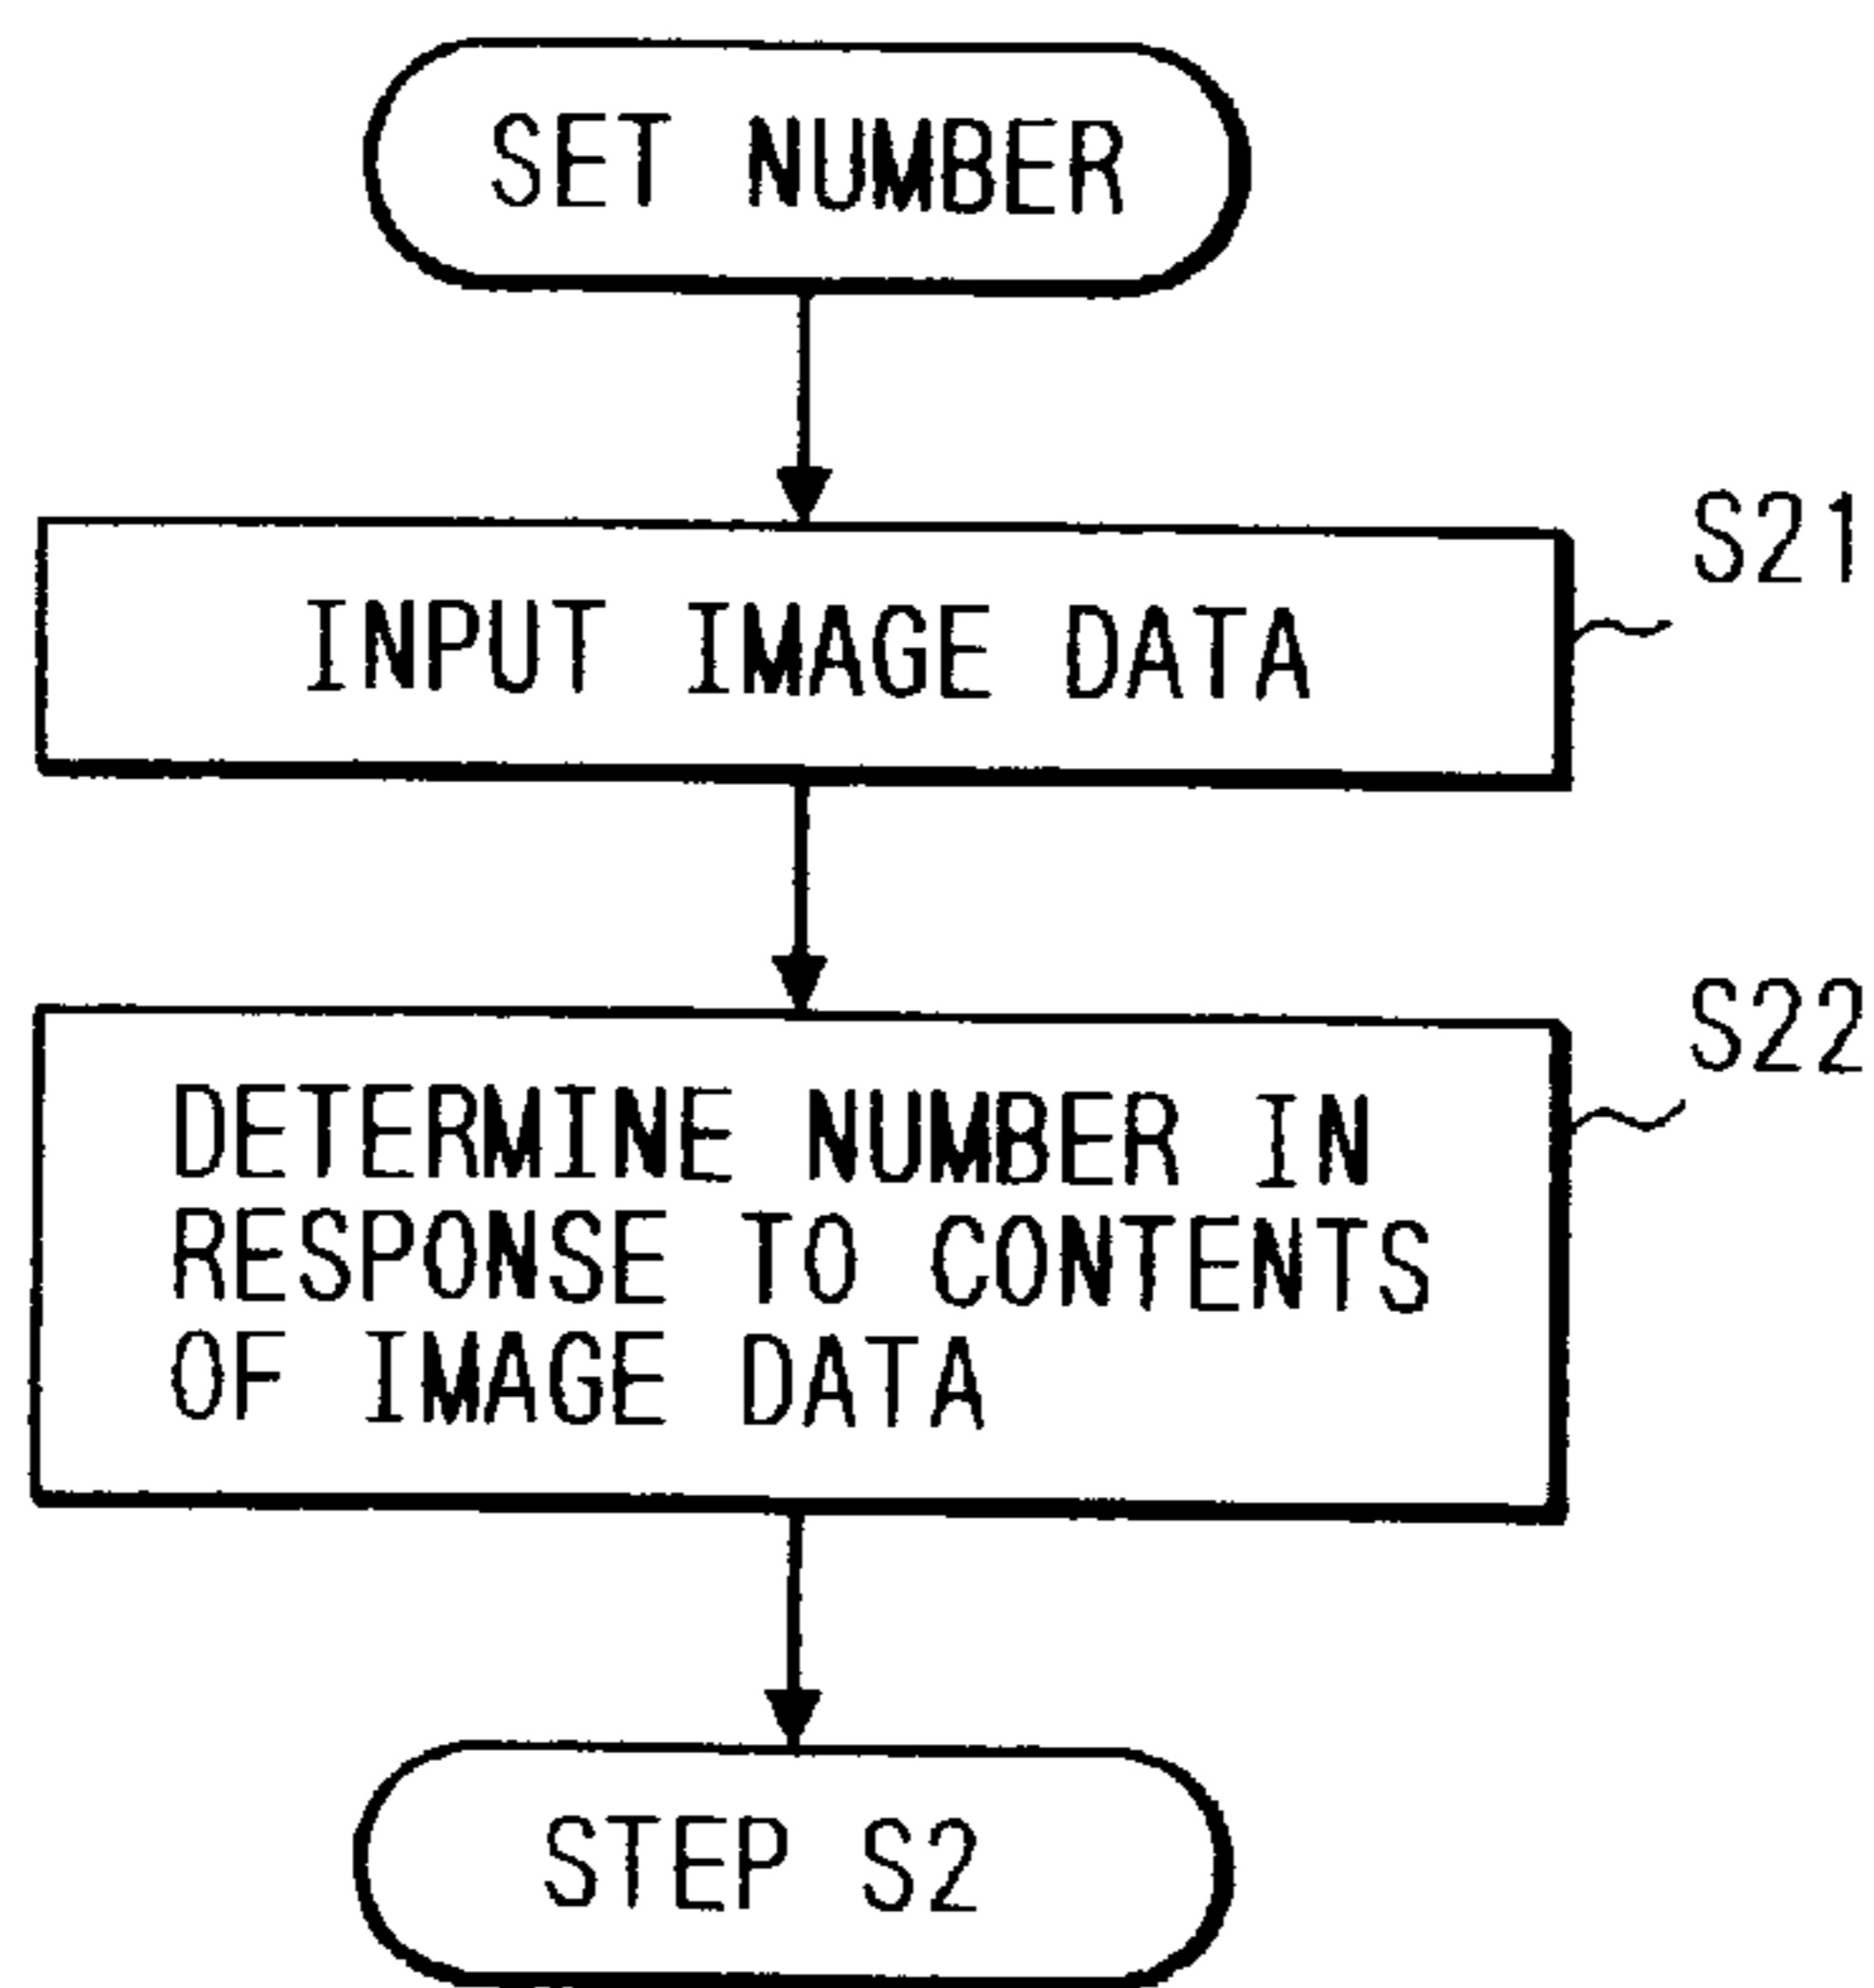 SET NUMBER
S21
INPUT IMAGE DATA
S22
DETERMINE NUMBER IN
RESPONSE TO CONTENTS
OF IMAGE DATA
STEP S2